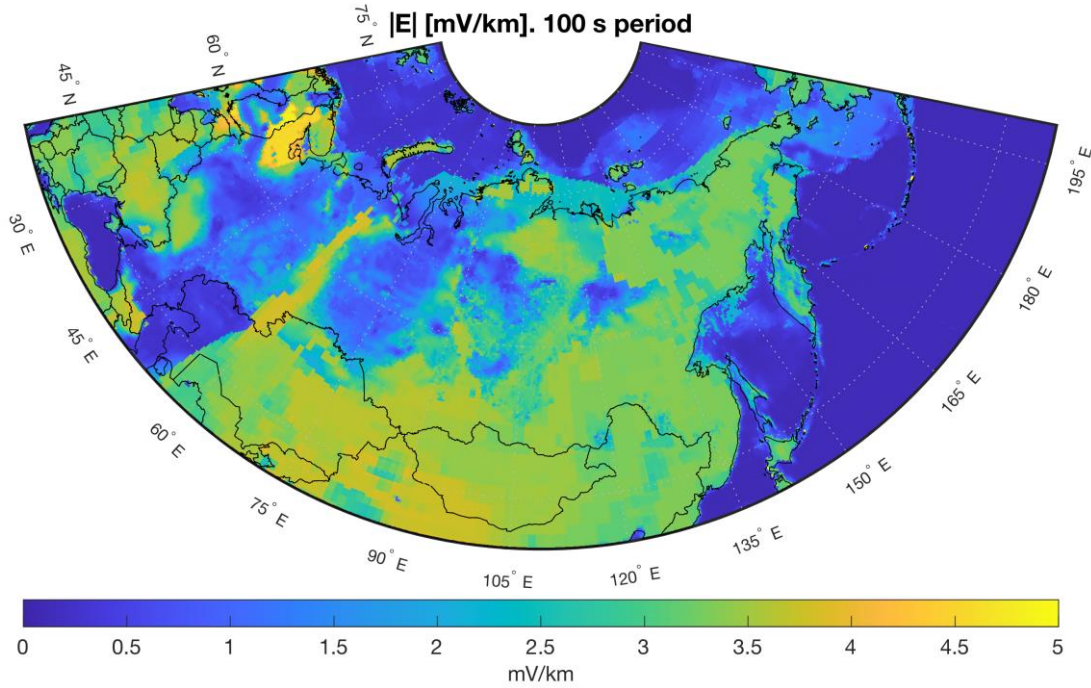 |E| [mV/km]. 100 s period
75° N
60° N
45° N
30° E
45° E
60° E
75° E
90° E
105° E
120° E
135° E
150° E
165° E
180° E
195° E
0 0.5 1 1.5 2 2.5 3 3.5 4 4.5 5
mV/km